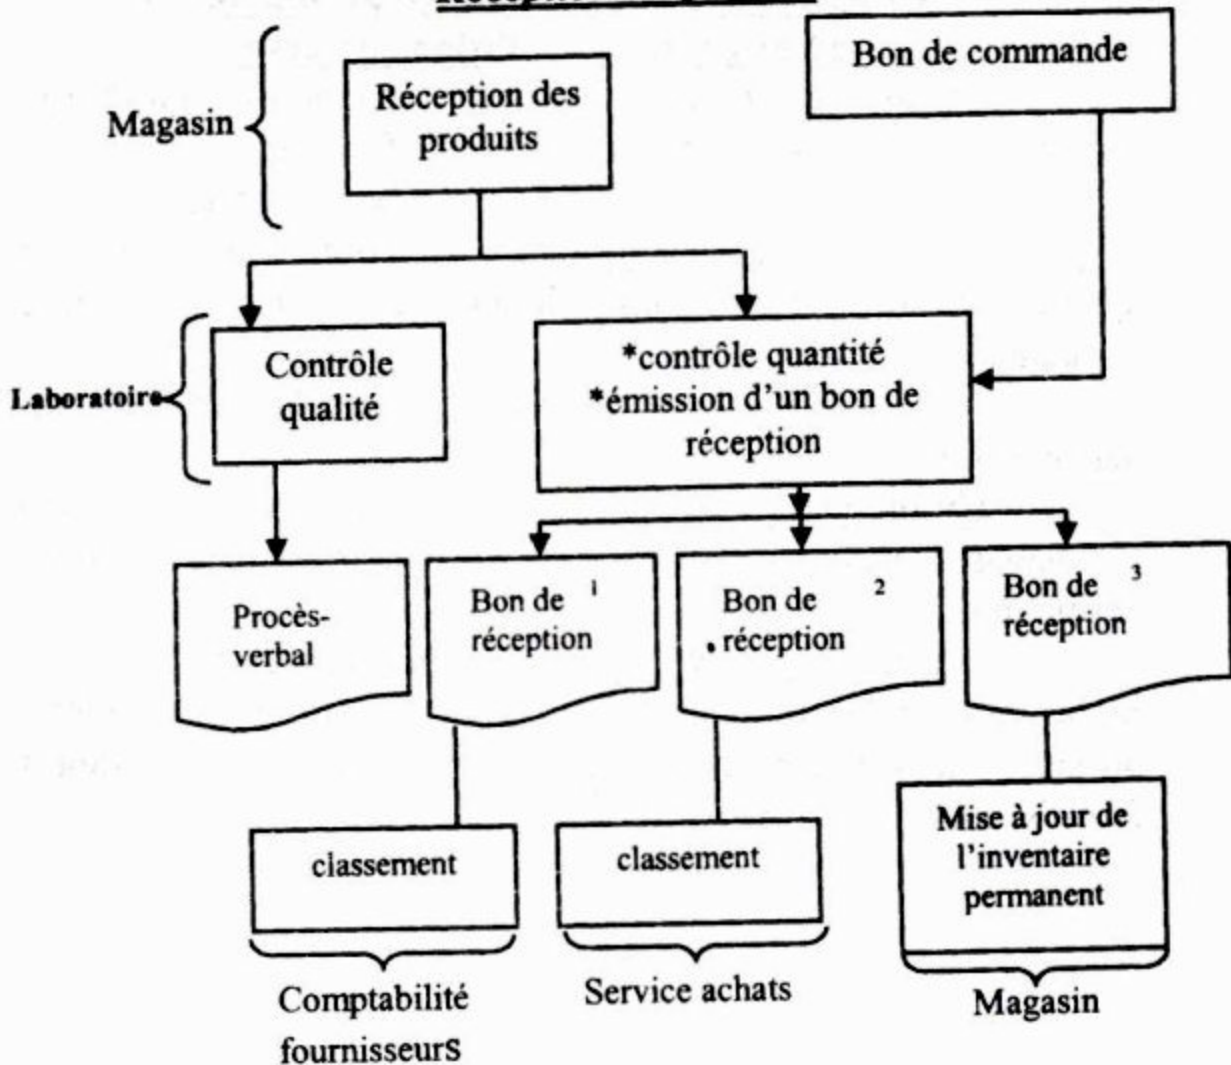 Bon de commande
Réception des
produits
Magasin
Contrôle
qualité
Laboratoire
*contrôle quantité
*émission d'un bon de
réception
Procès-
verbal
Bon de 1
réception
Bon de 2
réception
Bon de 3
réception
classement
classement
Mise à jour de
l'inventaire
permanent
Comptabilité
fournisseurs
Service achats
Magasin